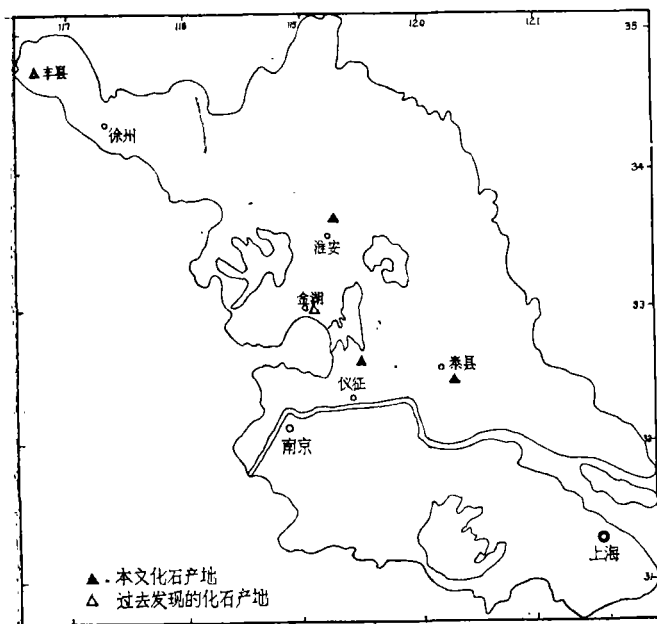 117 118 119 120 121 35
丰县
徐州
34
淮安
金湖
33
泰县
仪征
32
南京
上海
31
▲ . 本文化石产地
△ 过去发现的化石产地